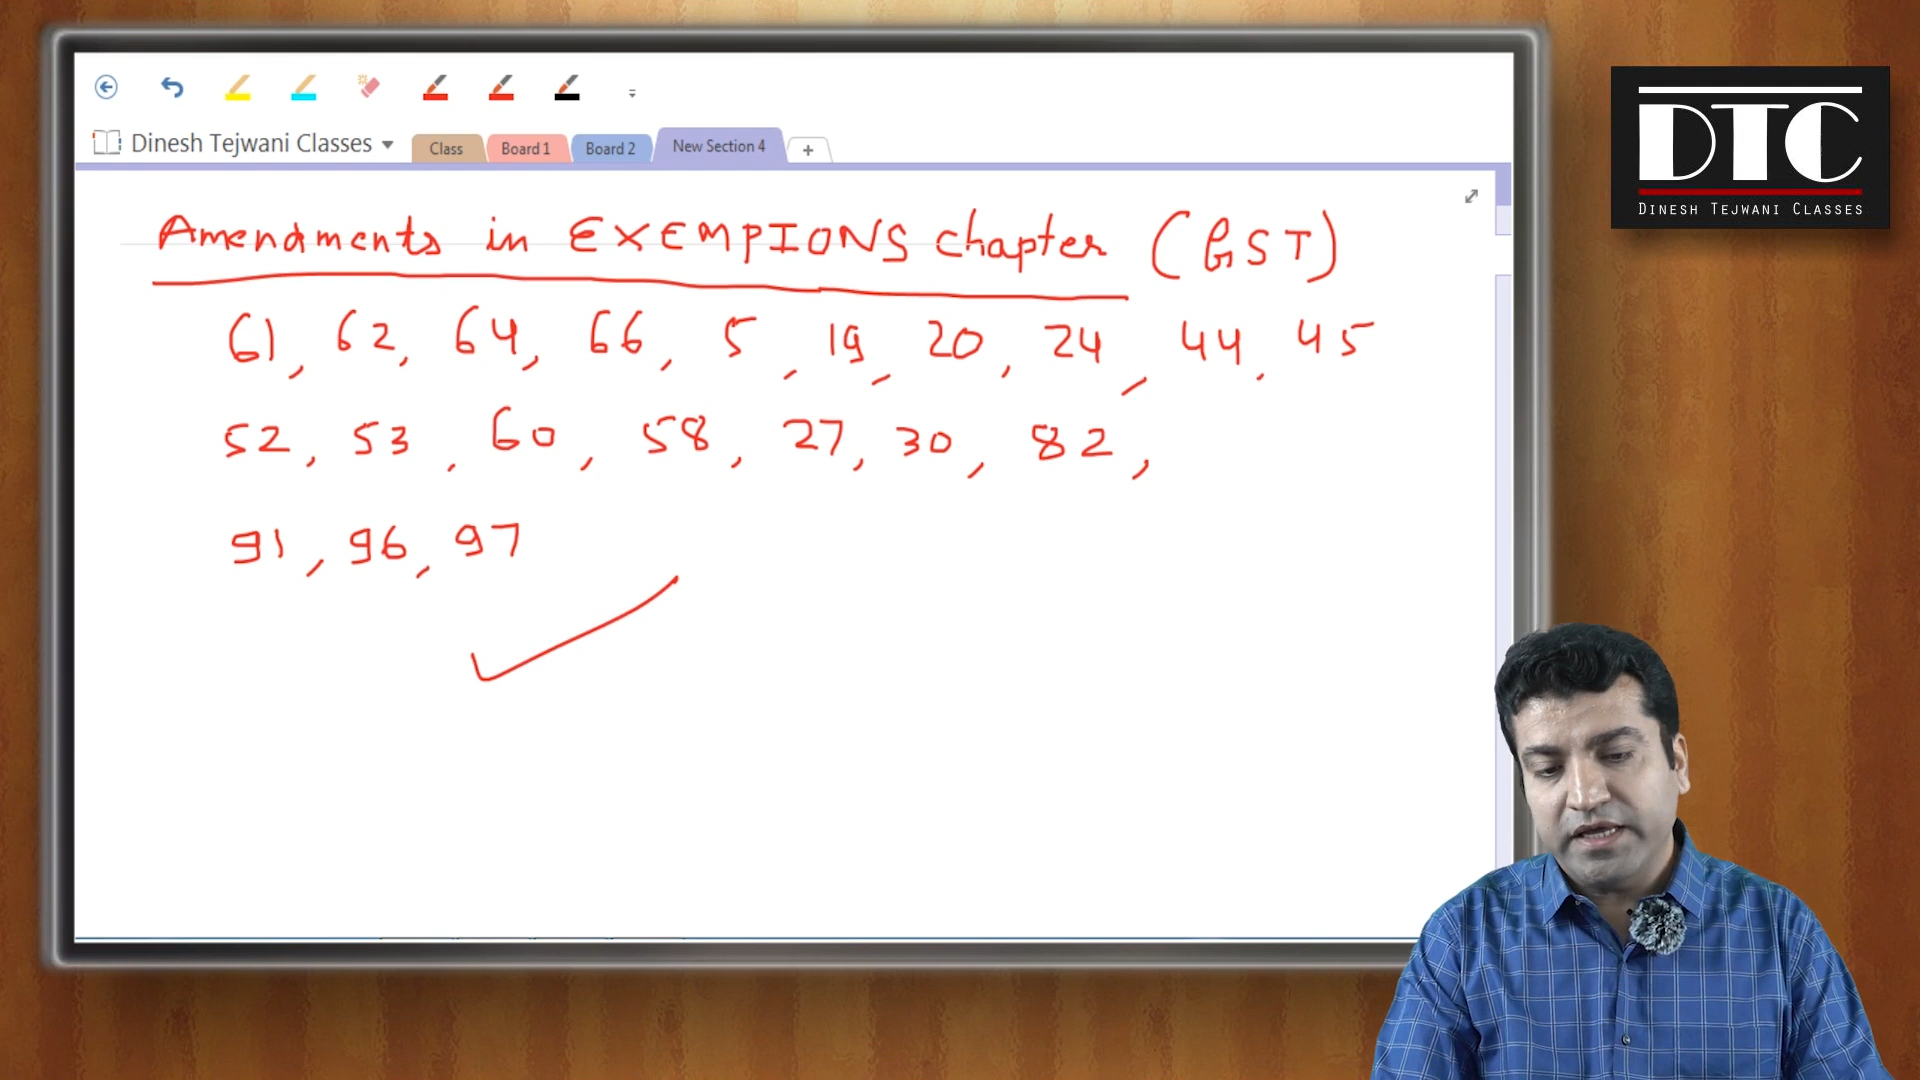 Dinesh Tejwani Classes Class Board 1 Board 2 New Section 4 +
DTC
DINESH TEJWANI CLASSES
Amendments in EXEMPIONS chapter (GST)
61, 62, 64, 66, 5, 19, 20, 24, 44, 45
52, 53, 60, 58, 27, 30, 82,
91, 96, 97